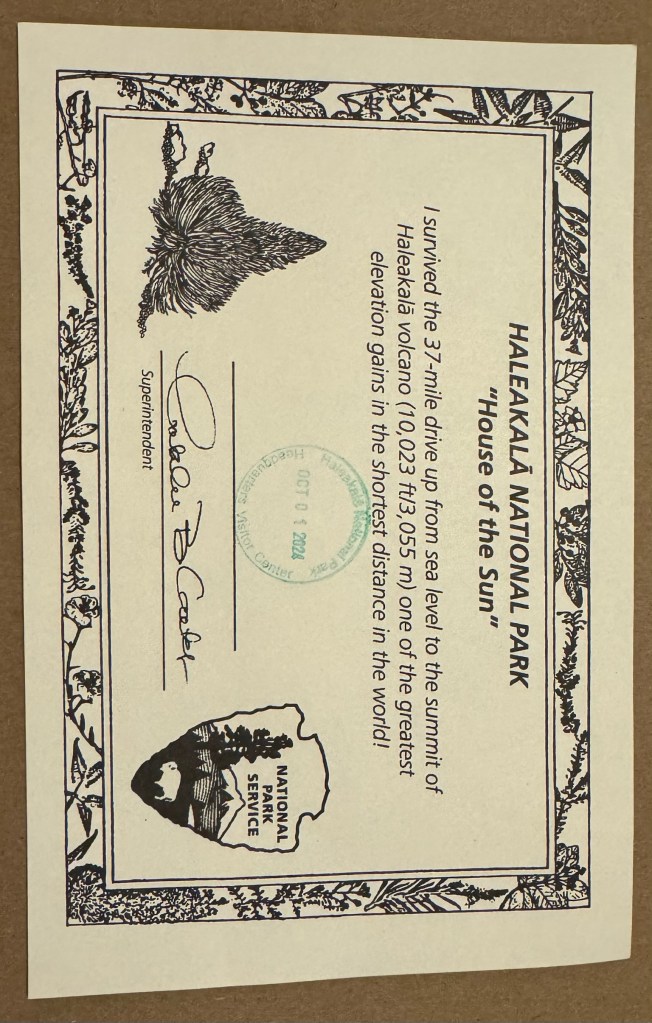 HALEAKALĀ NATIONAL PARK
“House of the Sun”
I survived the 37-mile drive up from sea level to the summit of
Haleakalā volcano (10,023 ft/3,055 m) one of the greatest
elevation gains in the shortest distance in the world!
Haleakalā National Park
OCT 0 1 2024
Headquarters Visitor Center
Superintendent
NATIONAL
PARK
SERVICE